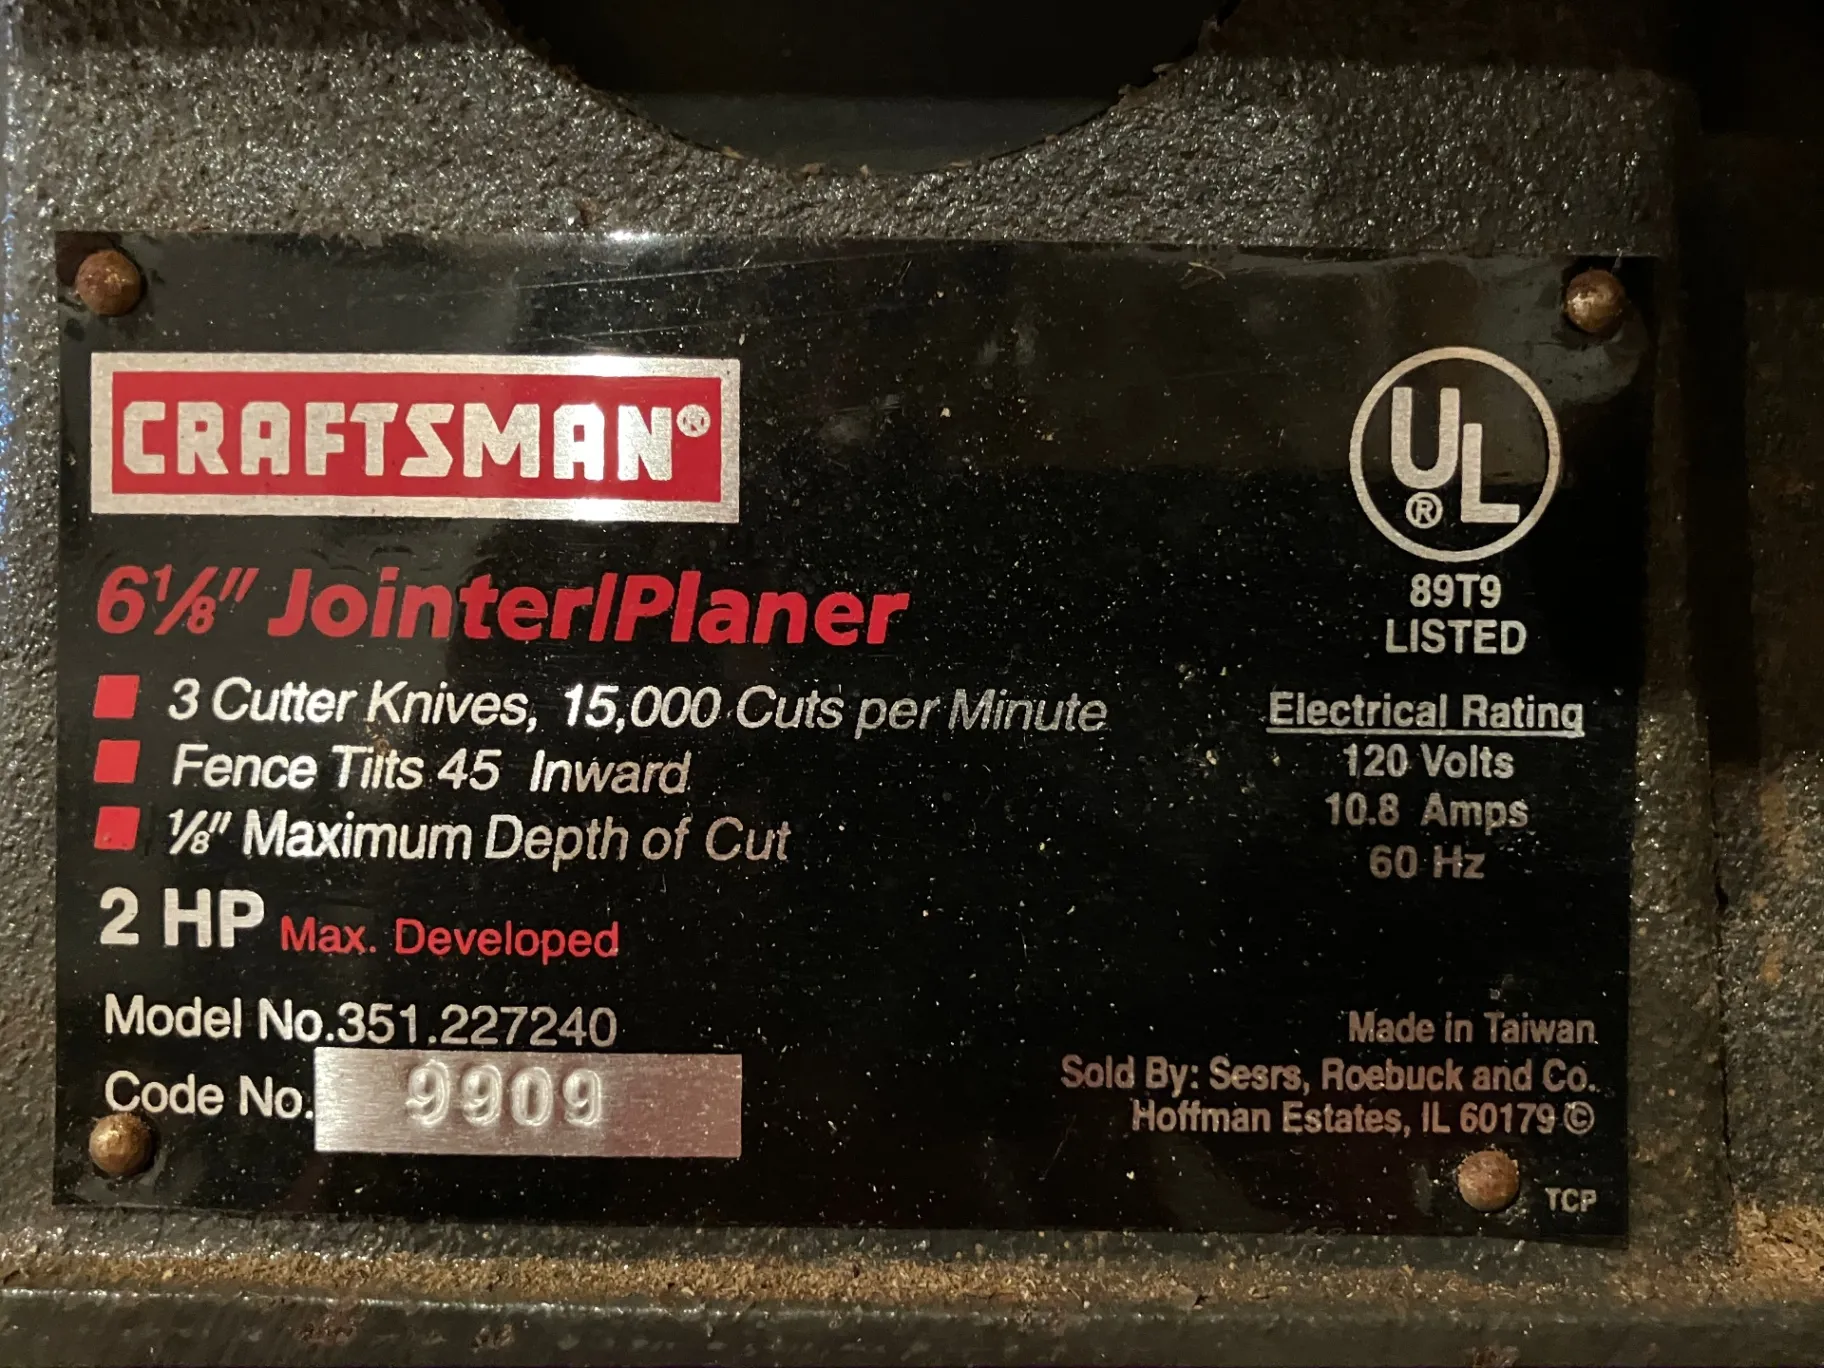 CRAFTSMAN®
6⅛" Jointer/Planer
3 Cutter Knives, 15,000 Cuts per Minute
Fence Tilts 45 Inward
⅛" Maximum Depth of Cut
2 HP Max. Developed
Model No.351.227240
Code No. 9909
UL®
89T9
LISTED
Electrical Rating
120 Volts
10.8 Amps
60 Hz
Made in Taiwan
Sold By: Sesrs, Roebuck and Co.
Hoffman Estates, IL 60179 ©
TCP